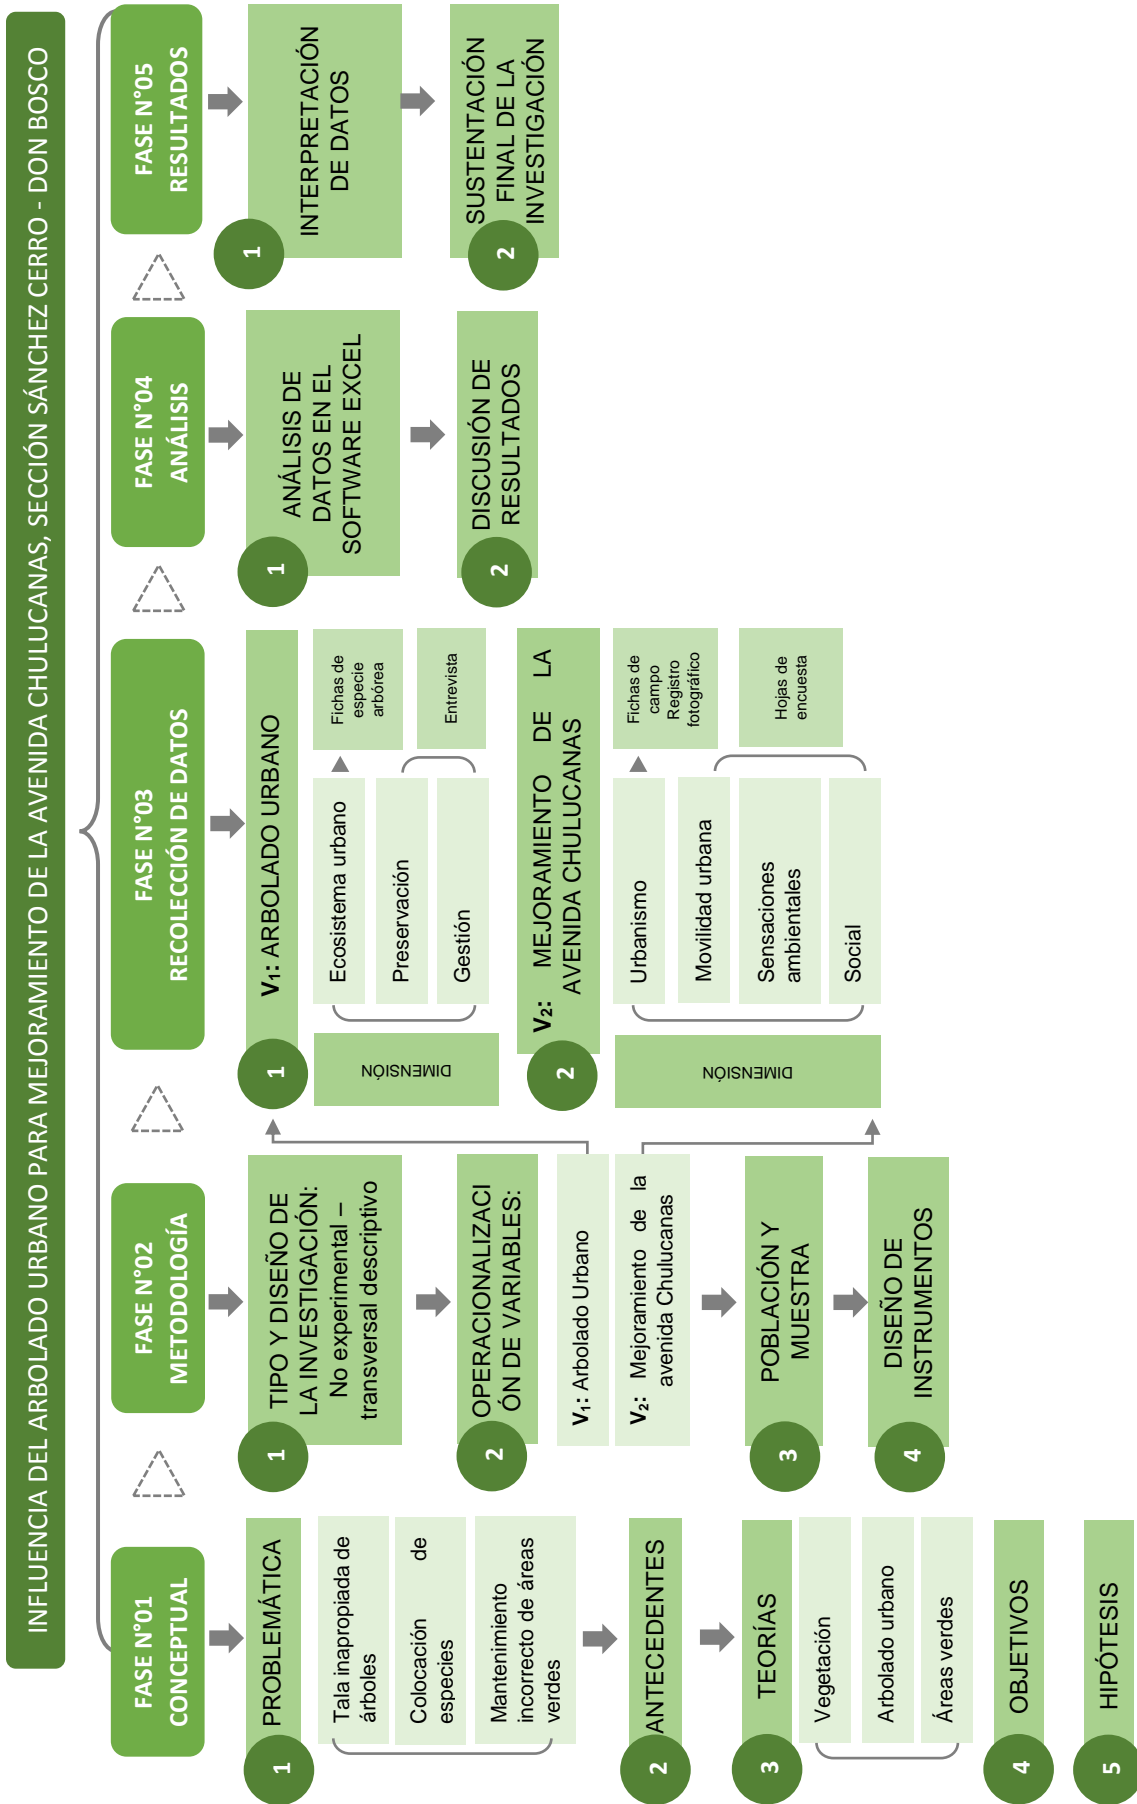 INFLUENCIA DEL ARBOLADO URBANO PARA MEJORAMIENTO DE LA AVENIDA CHULUCANAS, SECCIÓN SÁNCHEZ CERRO - DON BOSCO
FASE N°01
CONCEPTUAL
1
PROBLEMÁTICA
Tala inapropiada de
árboles
Colocación de
especies
Mantenimiento
incorrecto de áreas
verdes
2
ANTECEDENTES
3
TEORÍAS
Vegetación
Arbolado urbano
Áreas verdes
4
OBJETIVOS
5
HIPÓTESIS
FASE N°02
METODOLOGÍA
1
TIPO Y DISEÑO DE
LA INVESTIGACIÓN:
No experimental –
transversal descriptivo
2
OPERACIONALIZACI
ÓN DE VARIABLES:
V₁: Arbolado Urbano
V₂: Mejoramiento de la
avenida Chulucanas
3
POBLACIÓN Y
MUESTRA
4
DISEÑO DE
INSTRUMENTOS
FASE N°03
RECOLECCIÓN DE DATOS
1
V₁: ARBOLADO URBANO
DIMENSIÓN
Ecosistema urbano
Preservación
Gestión
Fichas de
especie
arbórea
Entrevista
2
V₂: MEJORAMIENTO DE LA
AVENIDA CHULUCANAS
DIMENSIÓN
Urbanismo
Movilidad urbana
Sensaciones
ambientales
Social
Fichas de
campo
Registro
fotográfico
Hojas de
encuesta
FASE N°04
ANÁLISIS
1
ANÁLISIS DE
DATOS EN EL
SOFTWARE EXCEL
2
DISCUSIÓN DE
RESULTADOS
FASE N°05
RESULTADOS
1
INTERPRETACIÓN
DE DATOS
2
SUSTENTACIÓN
FINAL DE LA
INVESTIGACIÓN